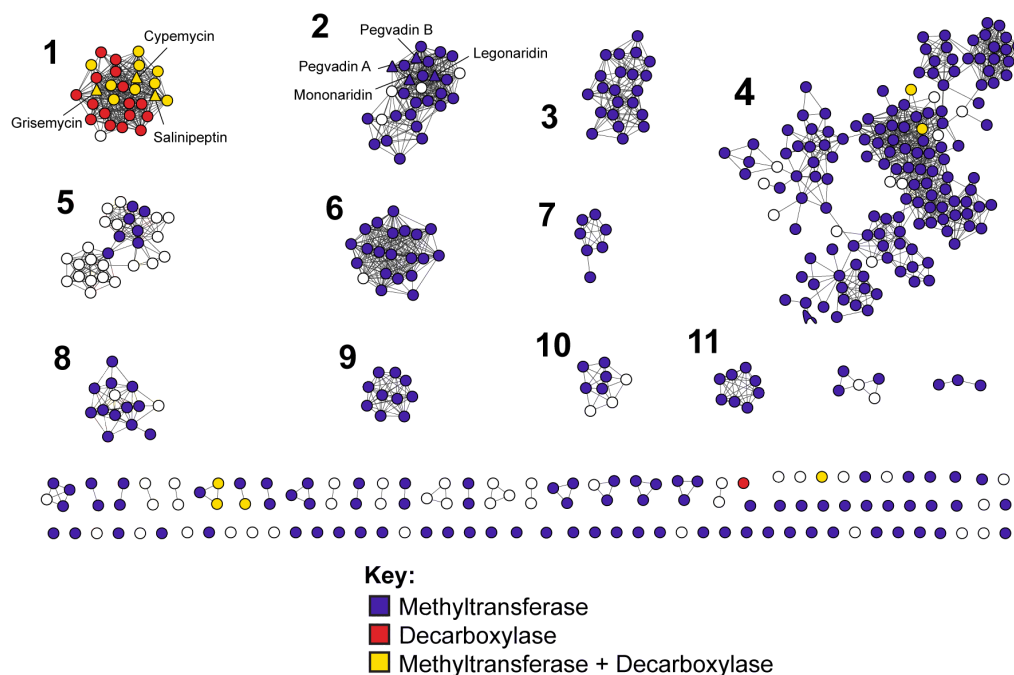 1
Cypemycin
Grisemycin
Salinipeptin
2
Pegvadin B
Pegvadin A
Legonaridin
Mononaridin
3
4
5
6
7
8
9
10
11
Key:
Methyltransferase
Decarboxylase
Methyltransferase + Decarboxylase